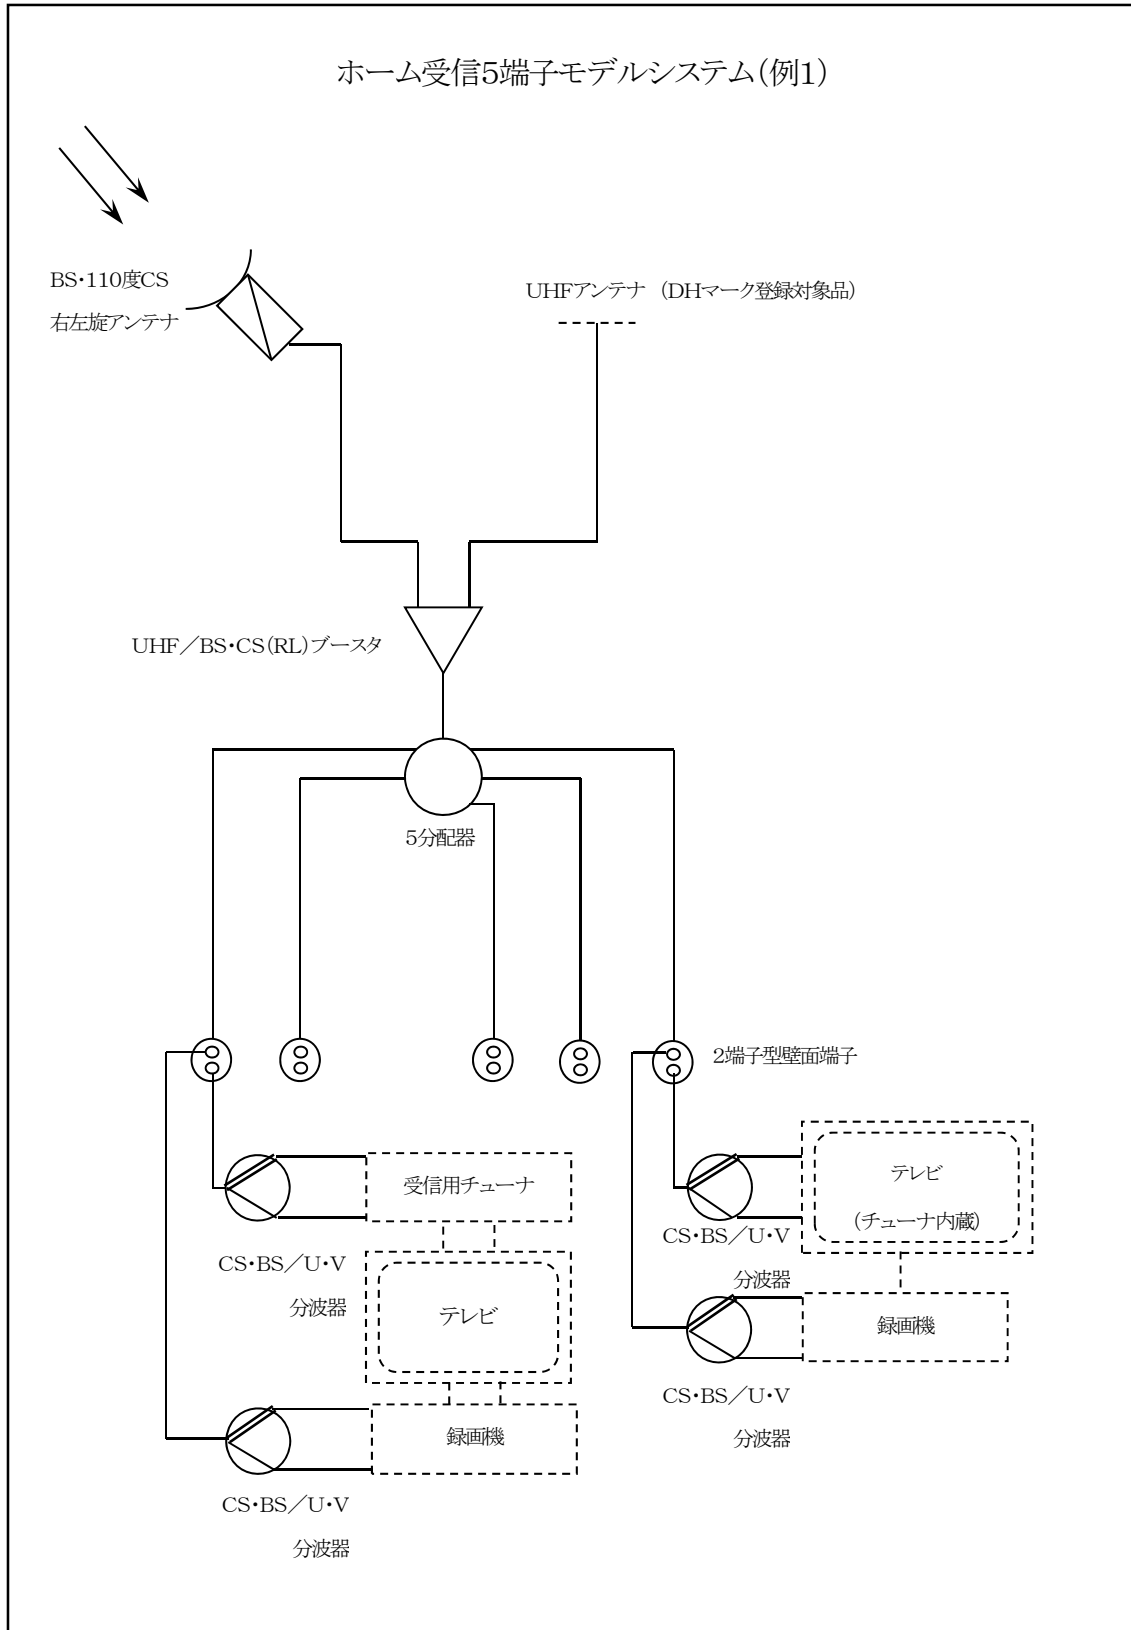 ホーム受信5端子モデルシステム(例1)
BS・110度CS
右左旋アンテナ
UHFアンテナ (DHマーク登録対象品)
UHF/BS・CS(RL)ブースタ
5分配器
2端子型壁面端子
受信用チューナ
CS・BS/U・V
分波器
テレビ
録画機
CS・BS/U・V
分波器
テレビ
(チューナ内蔵)
CS・BS/U・V
分波器
録画機
CS・BS/U・V
分波器